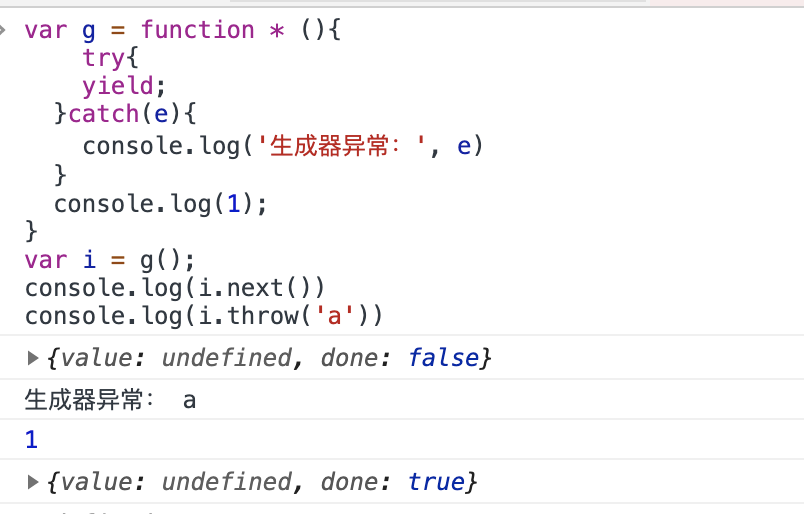 var g = function * (){
try{
yield;
}catch(e){
console.log('生成器异常：', e)
}
console.log(1);
}
var i = g();
console.log(i.next())
console.log(i.throw('a'))
{value: undefined, done: false}
生成器异常： a
1
{value: undefined, done: true}